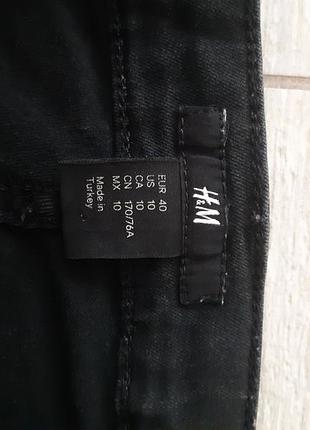 H&M
EUR 40
US 10
CA 10
CN 170/76A
MX 10
Made in
Turkey